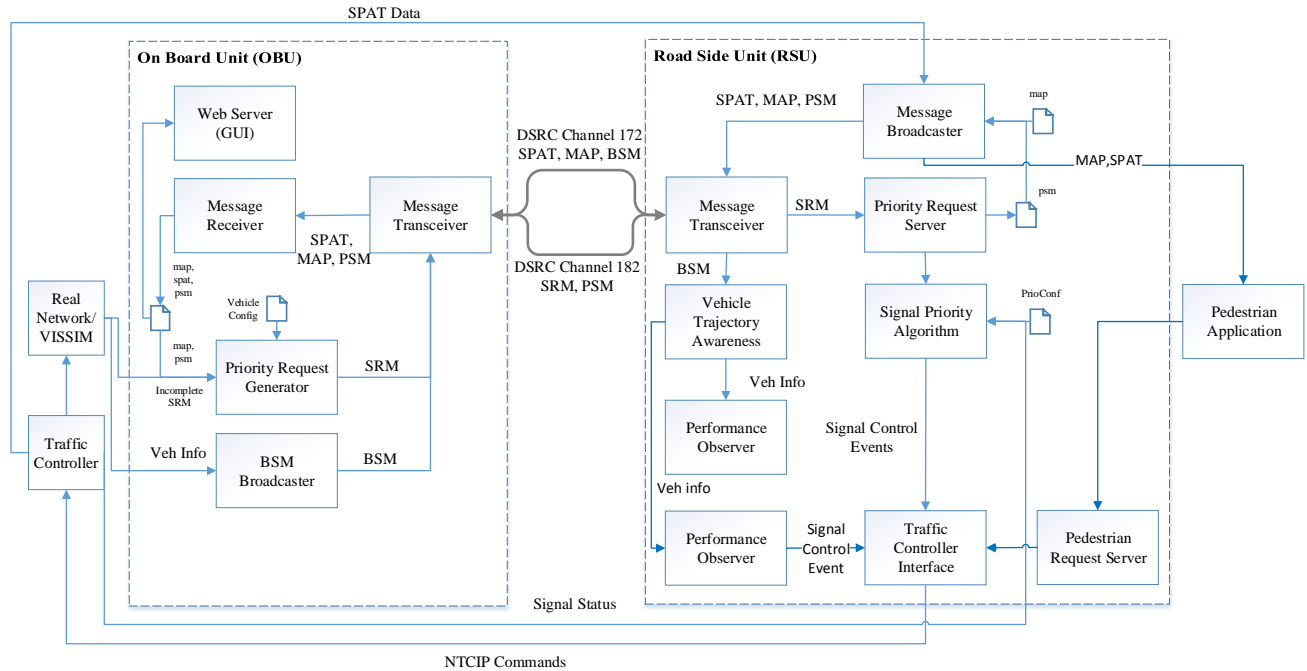 SPAT Data
On Board Unit (OBU)
Web Server
(GUI)
Message
Receiver
Message
Transceiver
SPAT,
MAP, PSM
map,
spat,
psm
Vehicle
Config
map,
psm
Incomplete
SRM
Priority Request
Generator
SRM
Real
Network/
VISSIM
Traffic
Controller
Veh Info
BSM
Broadcaster
BSM
DSRC Channel 172
SPAT, MAP, BSM
DSRC Channel 182
SRM, PSM
Road Side Unit (RSU)
SPAT, MAP, PSM
Message
Broadcaster
map
MAP,SPAT
Message
Transceiver
SRM
Priority Request
Server
psm
BSM
Vehicle
Trajectory
Awareness
Signal Priority
Algorithm
PrioConf
Pedestrian
Application
Veh Info
Performance
Observer
Signal Control
Events
Veh info
Performance
Observer
Signal
Control
Event
Traffic
Controller
Interface
Pedestrian
Request Server
Signal Status
NTCIP Commands